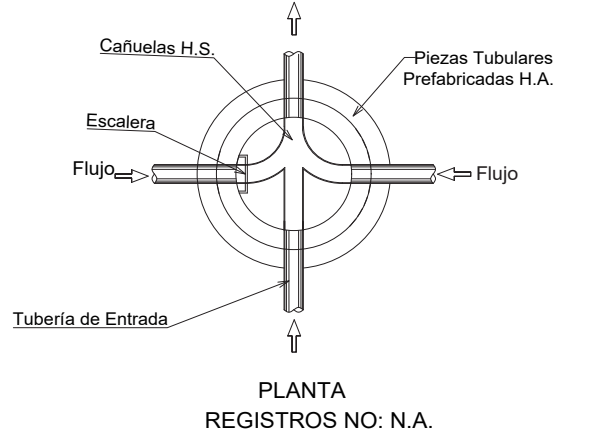 Cañuelas H.S.
Piezas Tubulares
Prefabricadas H.A.
Escalera
Flujo
Flujo
Tubería de Entrada
PLANTA
REGISTROS NO: N.A.